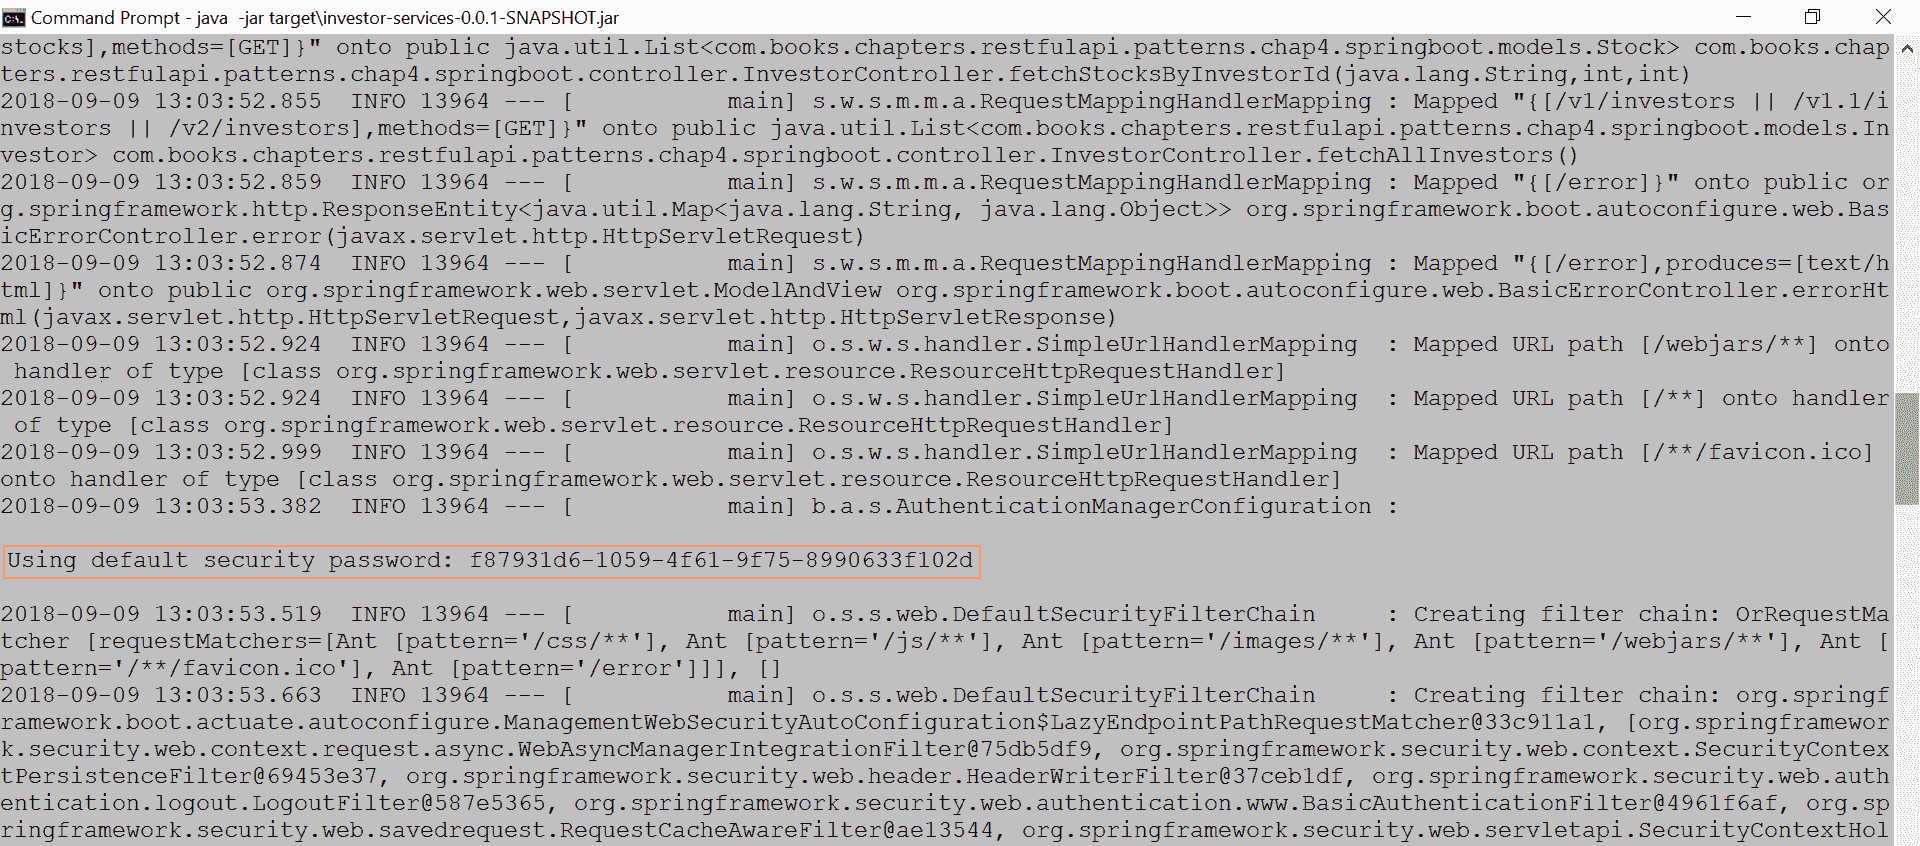 Command Prompt - java  -jar target\investor-services-0.0.1-SNAPSHOT.jar
stocks],methods=[GET]}" onto public java.util.List<com.books.chapters.restfulapi.patterns.chap4.springboot.models.Stock> com.books.chap
ters.restfulapi.patterns.chap4.springboot.controller.InvestorController.fetchStocksByInvestorId(java.lang.String,int,int)
2018-09-09 13:03:52.855  INFO 13964 --- [           main] s.w.s.m.m.a.RequestMappingHandlerMapping : Mapped "{[/v1/investors || /v1.1/i
nvestors || /v2/investors],methods=[GET]}" onto public java.util.List<com.books.chapters.restfulapi.patterns.chap4.springboot.models.In
vestor> com.books.chapters.restfulapi.patterns.chap4.springboot.controller.InvestorController.fetchAllInvestors()
2018-09-09 13:03:52.859  INFO 13964 --- [           main] s.w.s.m.m.a.RequestMappingHandlerMapping : Mapped "{[/error]}" onto public or
g.springframework.http.ResponseEntity<java.util.Map<java.lang.String, java.lang.Object>> org.springframework.boot.autoconfigure.web.Bas
icErrorController.error(javax.servlet.http.HttpServletRequest)
2018-09-09 13:03:52.874  INFO 13964 --- [           main] s.w.s.m.m.a.RequestMappingHandlerMapping : Mapped "{[/error],produces=[text/h
tml]}" onto public org.springframework.web.servlet.ModelAndView org.springframework.boot.autoconfigure.web.BasicErrorController.errorHt
ml(javax.servlet.http.HttpServletRequest,javax.servlet.http.HttpServletResponse)
2018-09-09 13:03:52.924  INFO 13964 --- [           main] o.s.w.s.handler.SimpleUrlHandlerMapping  : Mapped URL path [/webjars/**] onto
 handler of type [class org.springframework.web.servlet.resource.ResourceHttpRequestHandler]
2018-09-09 13:03:52.924  INFO 13964 --- [           main] o.s.w.s.handler.SimpleUrlHandlerMapping  : Mapped URL path [/**] onto handler
 of type [class org.springframework.web.servlet.resource.ResourceHttpRequestHandler]
2018-09-09 13:03:52.999  INFO 13964 --- [           main] o.s.w.s.handler.SimpleUrlHandlerMapping  : Mapped URL path [/**/favicon.ico]
onto handler of type [class org.springframework.web.servlet.resource.ResourceHttpRequestHandler]
2018-09-09 13:03:53.382  INFO 13964 --- [           main] b.a.s.AuthenticationManagerConfiguration :
Using default security password: f87931d6-1059-4f61-9f75-8990633f102d
2018-09-09 13:03:53.519  INFO 13964 --- [           main] o.s.s.web.DefaultSecurityFilterChain     : Creating filter chain: OrRequestMa
tcher [requestMatchers=[Ant [pattern='/css/**'], Ant [pattern='/js/**'], Ant [pattern='/images/**'], Ant [pattern='/webjars/**'], Ant [
pattern='/**/favicon.ico'], Ant [pattern='/error']]], []
2018-09-09 13:03:53.663  INFO 13964 --- [           main] o.s.s.web.DefaultSecurityFilterChain     : Creating filter chain: org.springf
ramework.boot.actuate.autoconfigure.ManagementWebSecurityAutoConfiguration$LazyEndpointPathRequestMatcher@33c911a1, [org.springframewor
k.security.web.context.request.async.WebAsyncManagerIntegrationFilter@75db5df9, org.springframework.security.web.context.SecurityContex
tPersistenceFilter@69453e37, org.springframework.security.web.header.HeaderWriterFilter@37ceb1df, org.springframework.security.web.auth
entication.logout.LogoutFilter@587e5365, org.springframework.security.web.authentication.www.BasicAuthenticationFilter@4961f6af, org.sp
ringframework.security.web.savedrequest.RequestCacheAwareFilter@ae13544, org.springframework.security.web.servletapi.SecurityContextHol